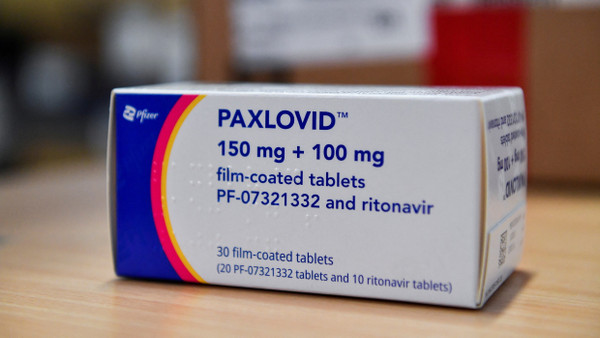 Pfizer
PAXLOVID™
150 mg + 100 mg
film-coated tablets
PF-07321332 and ritonavir
30 film-coated tablets
(20 PF-07321332 tablets and 10 ritonavir tablets)